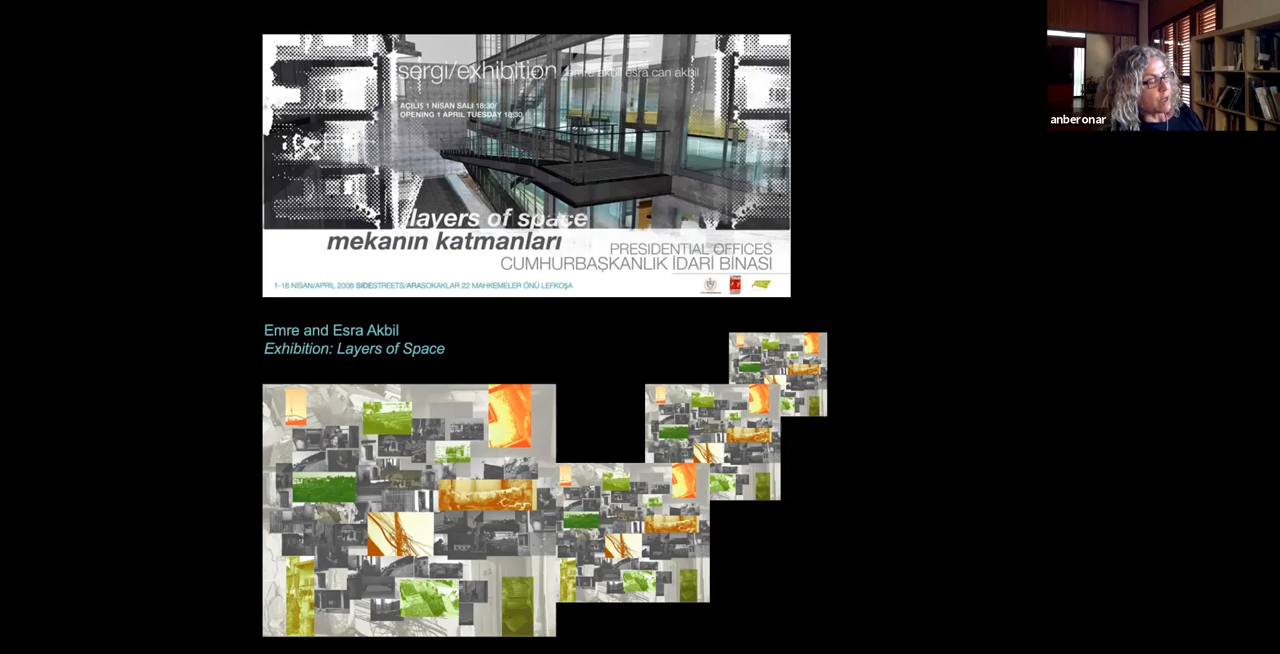 sergi/exhibition emre akbil esra can akbil
AÇILIŞ 1 NİSAN SALI 18:30/
OPENING 1 APRIL TUESDAY 18:30
layers of space
mekanın katmanları
PRESIDENTIAL OFFICES
CUMHURBAŞKANLIK İDARİ BİNASI
1-18 NİSAN/APRIL 2008 SIDESTREETS/ARASOKAKLAR 22 MAHKEMELER ÖNÜ LEFKOŞA
Emre and Esra Akbil
Exhibition: Layers of Space
anberonar